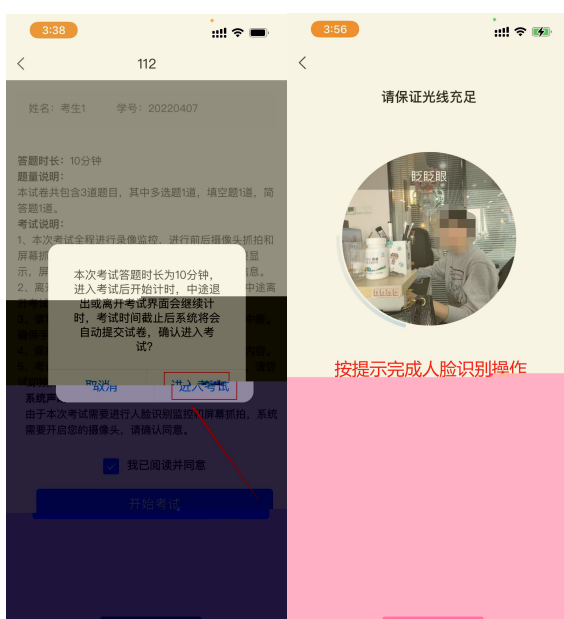 3:38
112
姓名：考生1 学号：20220407
答题时长：10分钟
题量说明：
本试卷共包含3道题目，其中多选题1道，填空题1道，简
答题1道。
考试说明：
1、本次考试全程进行录像监控，进行前后摄像头抓拍和
屏幕抓
示，屏
息。
2、离
中途离
本次考试答题时长为10分钟，
进入考试后开始计时，中途退
出或离开考试界面会继续计
时，考试时间截止后系统将会
自动提交试卷，确认进入考
试？
取消 进入考试
系统声
由于本次考试需要进行人脸识别监控和屏幕抓拍，系统
需要开启您的摄像头，请确认同意。
我已阅读并同意
开始考试
3:56
请保证光线充足
眨眨眼
按提示完成人脸识别操作